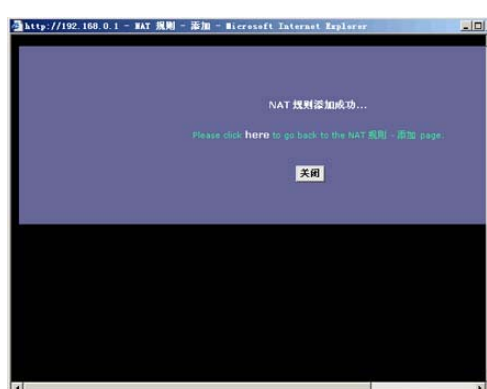 http://192.168.0.1 - NAT 规则 - 添加 - Microsoft Internet Explorer
NAT 规则添加成功...
Please click here to go back to the NAT 规则 - 添加 page.
关闭